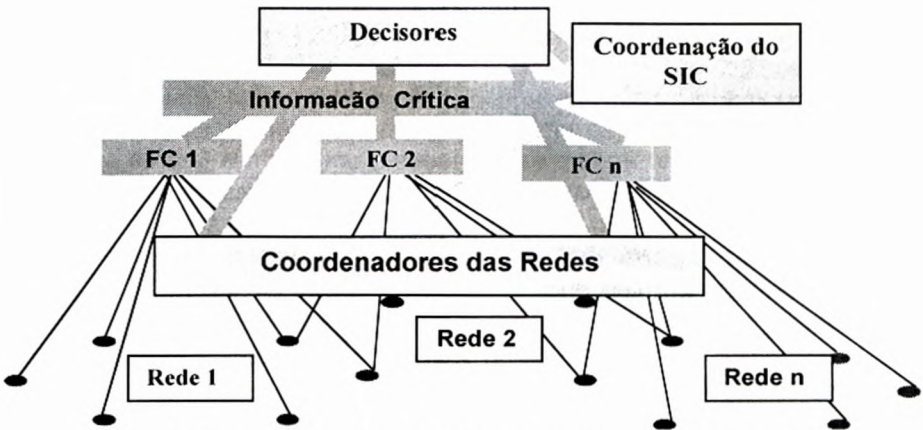 Decisores
Coordenação do
SIC
Informacão Crítica
FC 1
FC 2
FC n
Coordenadores das Redes
Rede 2
Rede 1
Rede n